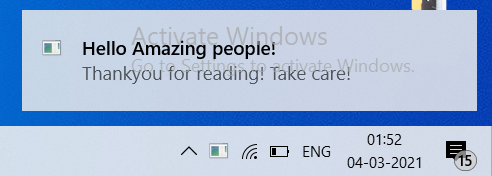 Activate Windows
Hello Amazing people!
Go to Settings to activate Windows.
Thankyou for reading! Take care!
ENG
01:52
04-03-2021
15